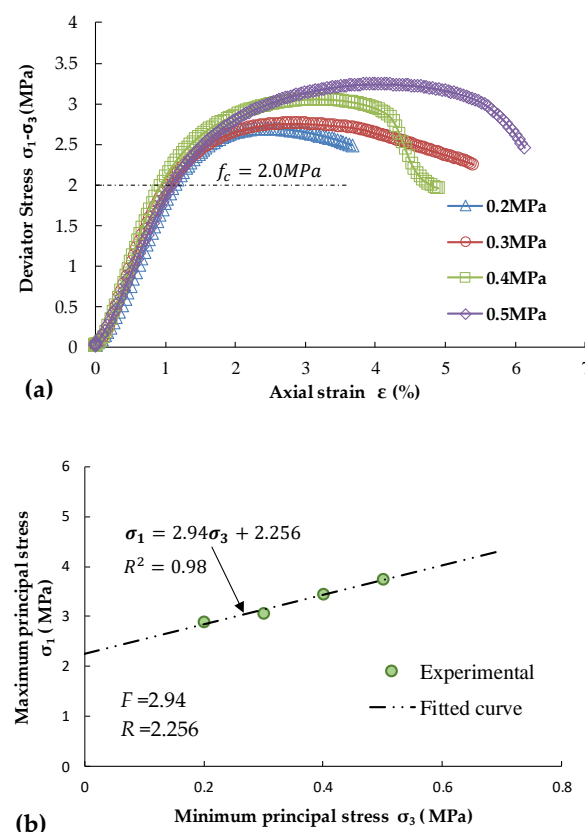 4
3.5
3
2.5
2
1.5
1
0.5
0
Deviator Stress σ₁-σ₃ (MPa)
f_c = 2.0MPa
0.2MPa
0.3MPa
0.4MPa
0.5MPa
0 1 2 3 4 5 6 7
(a) Axial strain ε (%)
6
5
4
3
2
1
0
Maximum principal stress
σ₁ ( MPa)
σ₁ = 2.94σ₃ + 2.256
R² = 0.98
Experimental
Fitted curve
F =2.94
R =2.256
0 0.2 0.4 0.6 0.8
(b) Minimum principal stress σ₃ ( MPa)